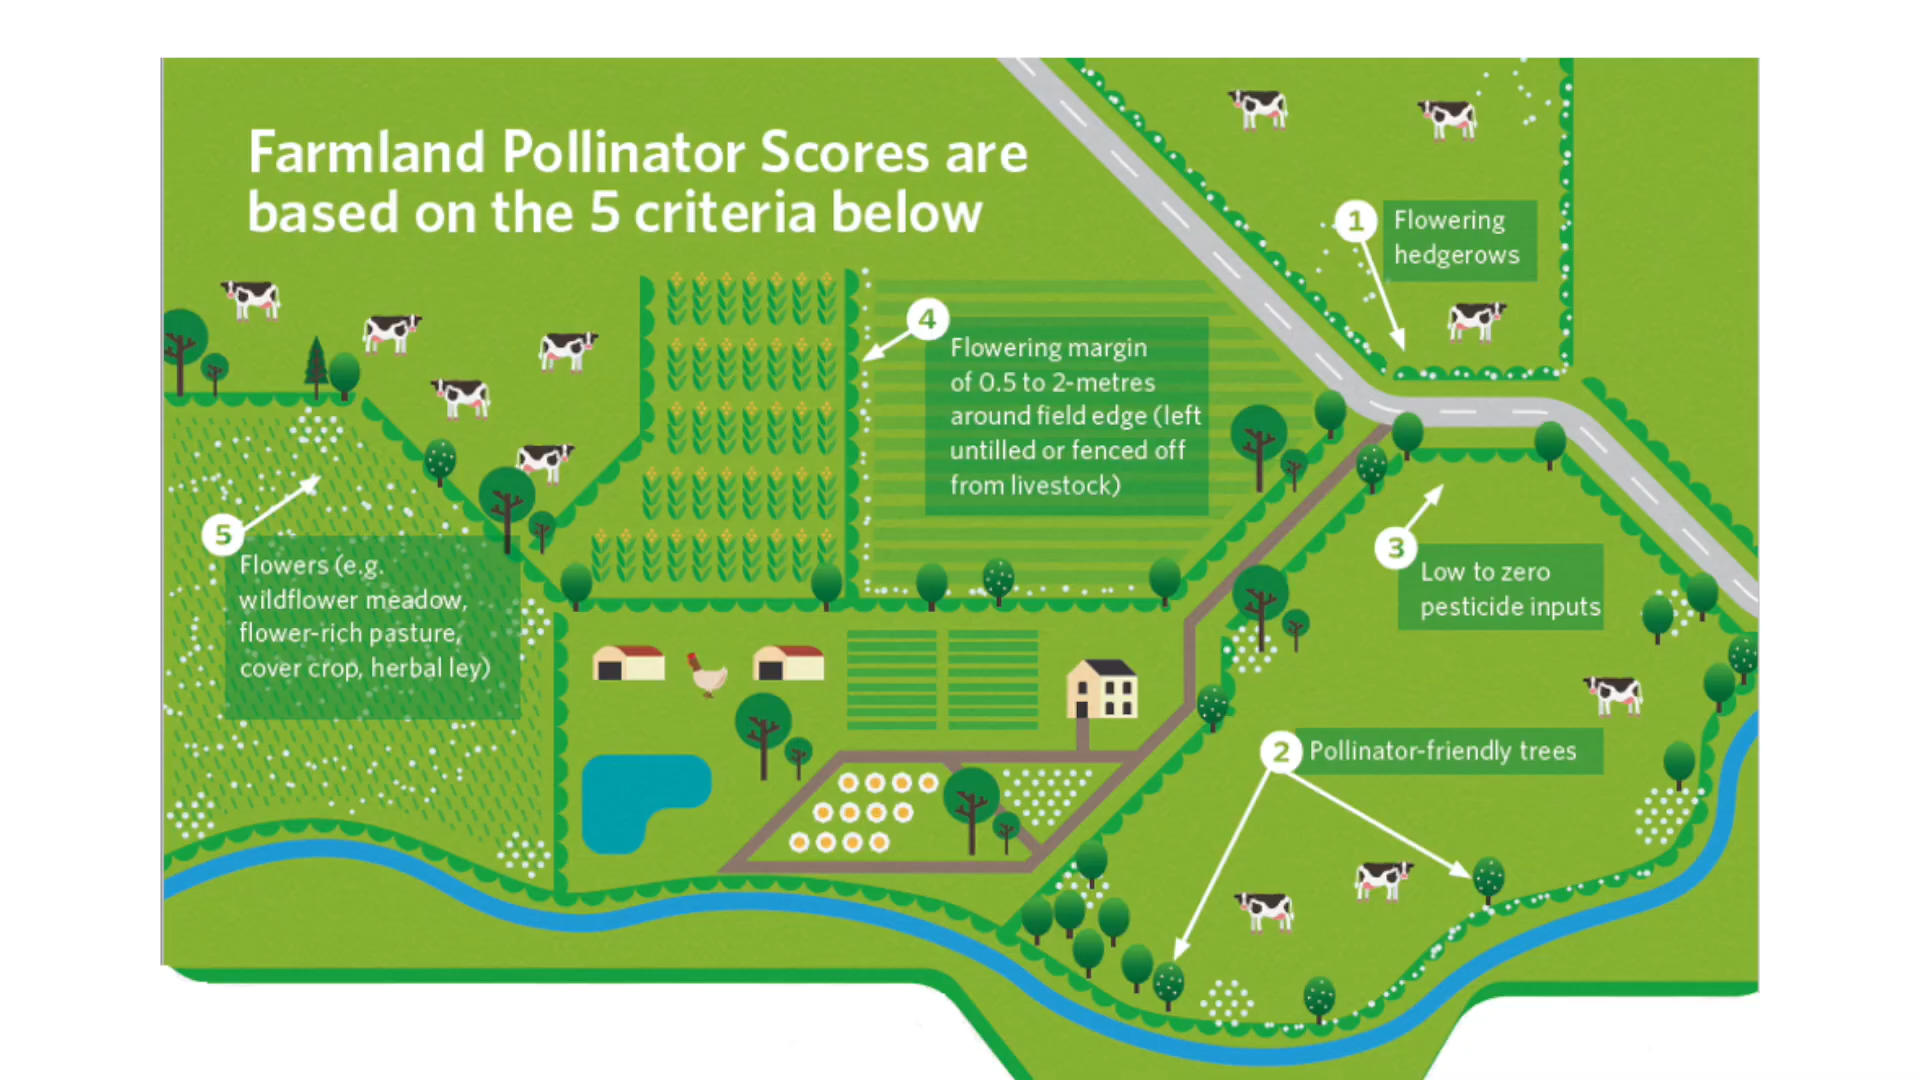 Farmland Pollinator Scores are
based on the 5 criteria below
1
Flowering
hedgerows
4
Flowering margin
of 0.5 to 2-metres
around field edge (left
untilled or fenced off
from livestock)
5
Flowers (e.g.
wildflower meadow,
flower-rich pasture,
cover crop, herbal ley)
3
Low to zero
pesticide inputs
2
Pollinator-friendly trees